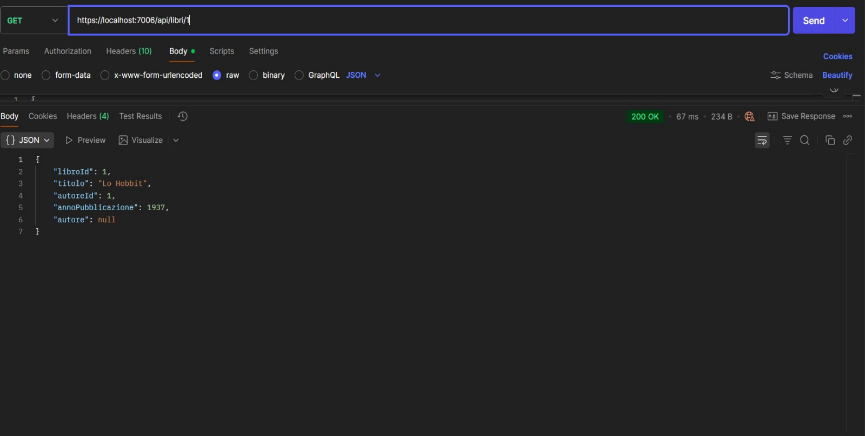 GET https://localhost:7006/api/libri/1 Send
Params Authorization Headers (10) Body Scripts Settings
Cookies
none form-data x-www-form-urlencoded raw binary GraphQL JSON Schema Beautify
1 {
Body Cookies Headers (4) Test Results 200 OK • 67 ms • 234 B • Save Response
{} JSON Preview Visualize
1 {
2 "libroId": 1,
3 "titolo": "Lo Hobbit",
4 "autoreId": 1,
5 "annoPubblicazione": 1937,
6 "autore": null
7 }